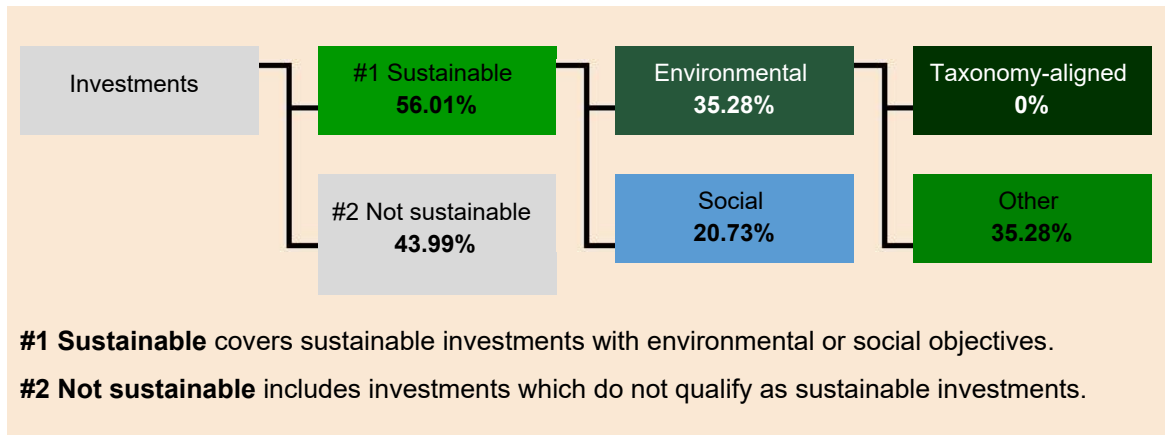 Investments
#1 Sustainable
56.01%
Environmental
35.28%
Taxonomy-aligned
0%
#2 Not sustainable
43.99%
Social
20.73%
Other
35.28%
#1 Sustainable covers sustainable investments with environmental or social objectives.
#2 Not sustainable includes investments which do not qualify as sustainable investments.